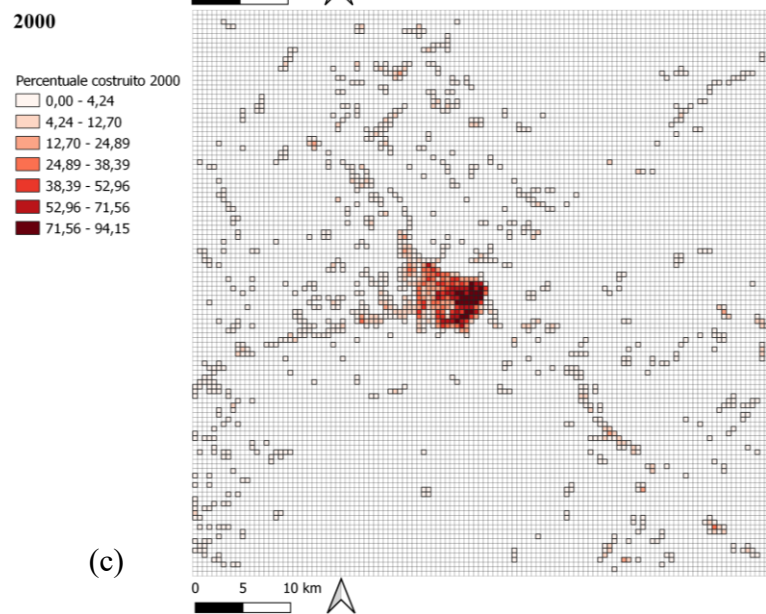 2000
Percentuale costruito 2000
0,00 - 4,24
4,24 - 12,70
12,70 - 24,89
24,89 - 38,39
38,39 - 52,96
52,96 - 71,56
71,56 - 94,15
(c)
0 5 10 km